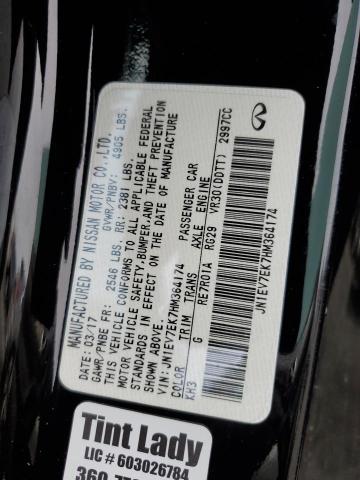 MANUFACTURED BY NISSAN MOTOR CO.,LTD.
DATE: 03/17 GVWR/PNBV: 4905 LBS.
GAWR/PNBE FR: 2546 LBS. RR: 2381 LBS.
THIS VEHICLE CONFORMS TO ALL APPLICABLE FEDERAL
MOTOR VEHICLE SAFETY,BUMPER,AND THEFT PREVENTION
STANDARDS IN EFFECT ON THE DATE OF MANUFACTURE
SHOWN ABOVE.
VIN: JN1EV7EK7HM364174 PASSENGER CAR
COLOR TRIM TRANS AXLE ENGINE
KH3 G RE7R01A RG29 VR30(DDTT) 2997CC
JN1EV7EK7HM364174
Tint Lady
LIC # 603026784